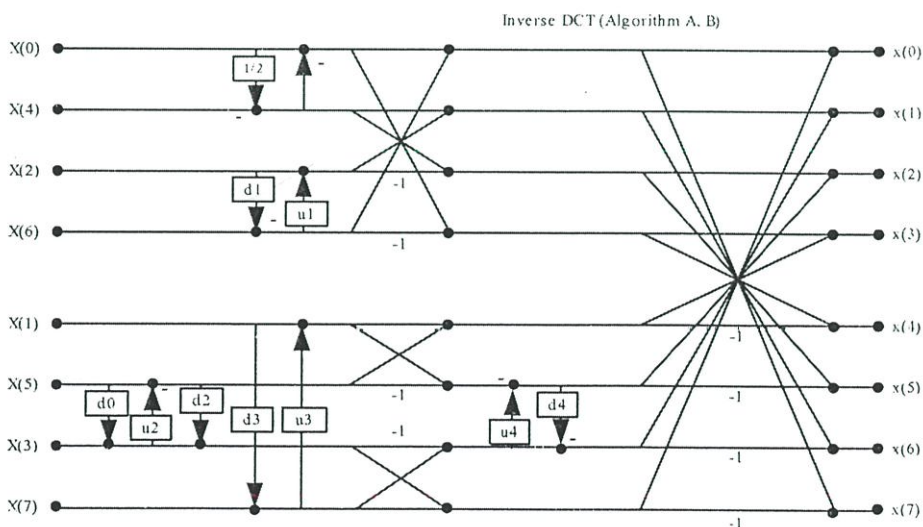 Inverse DCT (Algorithm A, B)
X(0) 1/2 - x(0)
X(4) - x(1)
X(2) d1 u1 -1 x(2)
X(6) - -1 x(3)
X(1) -1 x(4)
X(5) d0 - d2 -1 - d4 -1 x(5)
u2 d3 u3 -1 u4
X(3) - -1 x(6)
X(7) -1 x(7)